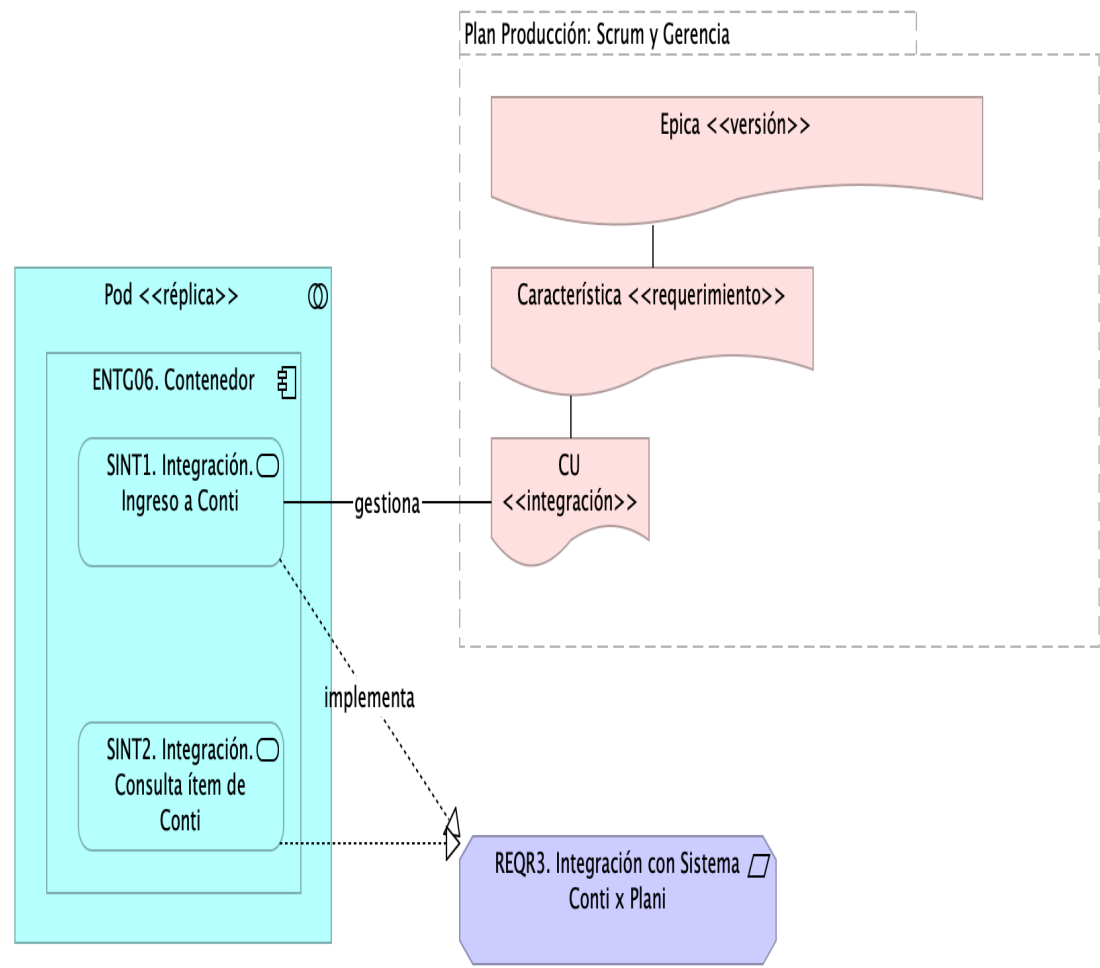 Plan Producción: Scrum y Gerencia
Epica <<versión>>
Pod <<réplica>>
Característica <<requerimiento>>
ENTG06. Contenedor
SINT1. Integración.
Ingreso a Conti
gestiona
CU
<<integración>>
implementa
SINT2. Integración.
Consulta ítem de
Conti
REQR3. Integración con Sistema
Conti x Plani